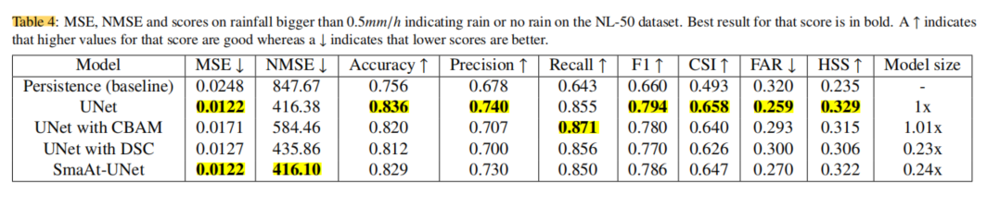 Table 4: MSE, NMSE and scores on rainfall bigger than 0.5mm/h indicating rain or no rain on the NL-50 dataset. Best result for that score is in bold. A ↑ indicates
that higher values for that score are good whereas a ↓ indicates that lower scores are better.
Model MSE ↓ NMSE ↓ Accuracy ↑ Precision ↑ Recall ↑ F1 ↑ CSI ↑ FAR ↓ HSS ↑ Model size
Persistence (baseline) 0.0248 847.67 0.756 0.678 0.643 0.660 0.493 0.320 0.235 -
UNet 0.0122 416.38 0.836 0.740 0.855 0.794 0.658 0.259 0.329 1x
UNet with CBAM 0.0171 584.46 0.820 0.707 0.871 0.780 0.640 0.293 0.315 1.01x
UNet with DSC 0.0127 435.86 0.812 0.700 0.856 0.770 0.626 0.300 0.306 0.23x
SmaAt-UNet 0.0122 416.10 0.829 0.730 0.850 0.786 0.647 0.270 0.322 0.24x